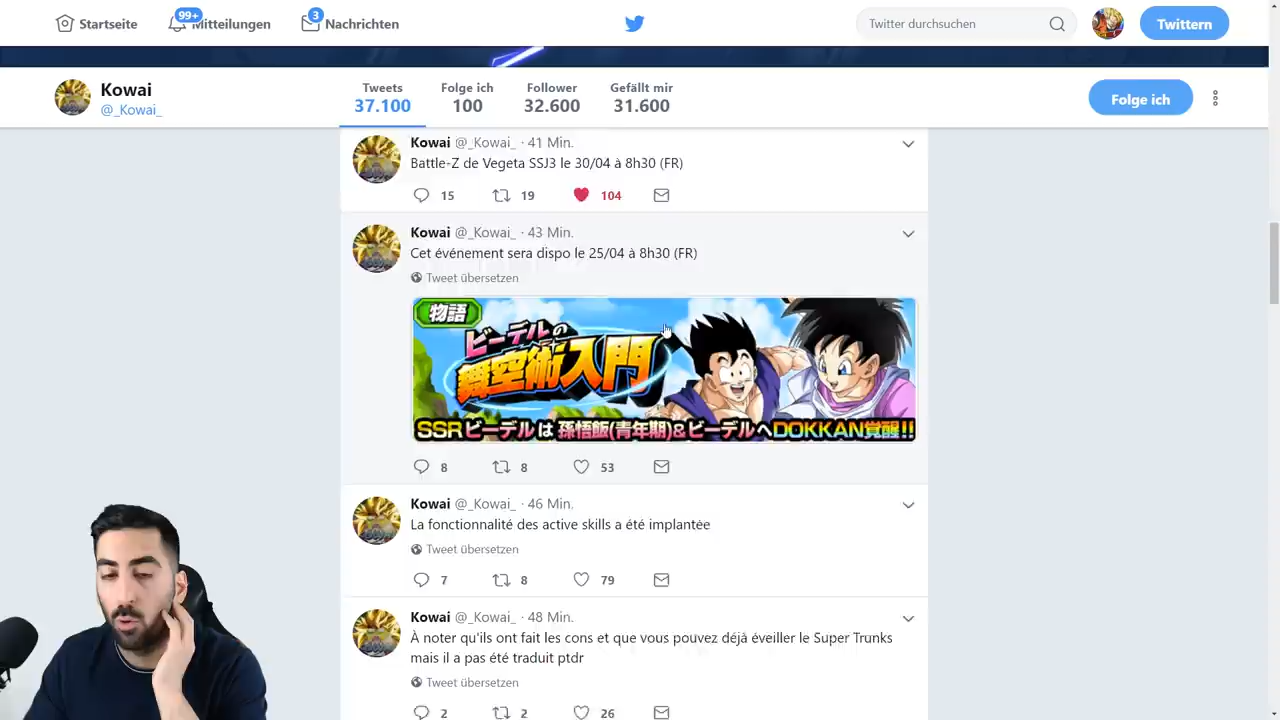 Startseite
99+
Mitteilungen
3
Nachrichten
Twitter durchsuchen
Twittern
Kowai
@_Kowai_
Tweets
37.100
Folge ich
100
Follower
32.600
Gefällt mir
31.600
Folge ich
Kowai @_Kowai_ · 41 Min.
Battle-Z de Vegeta SSJ3 le 30/04 à 8h30 (FR)
15
19
104
Kowai @_Kowai_ · 43 Min.
Cet événement sera dispo le 25/04 à 8h30 (FR)
Tweet übersetzen
物語
ビーデルの
舞空術入門
SSRビーデルは 孫悟飯(青年期)&ビーデルへDOKKAN覚醒!!
8
8
53
Kowai @_Kowai_ · 46 Min.
La fonctionnalité des active skills a été implantée
Tweet übersetzen
7
8
79
Kowai @_Kowai_ · 48 Min.
À noter qu'ils ont fait les cons et que vous pouvez déjà éveiller le Super Trunks
mais il a pas été traduit ptdr
Tweet übersetzen
2
2
26